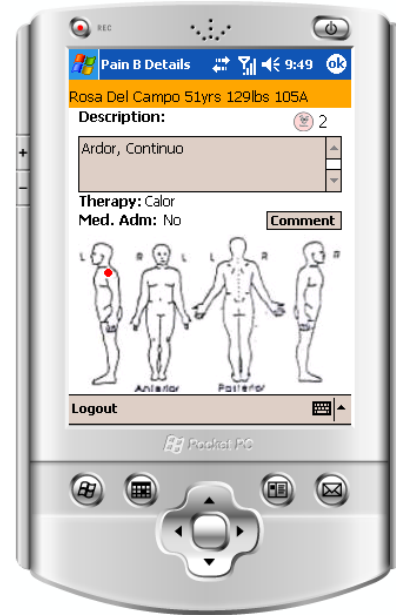 REC
Pain B Details 9:49 ok
Rosa Del Campo 51yrs 129lbs 105A
Description: 2
Ardor, Continuo
Therapy: Calor
Med. Adm: No Comment
L R L L R R
Anterior Posterior
Logout
Pocket PC